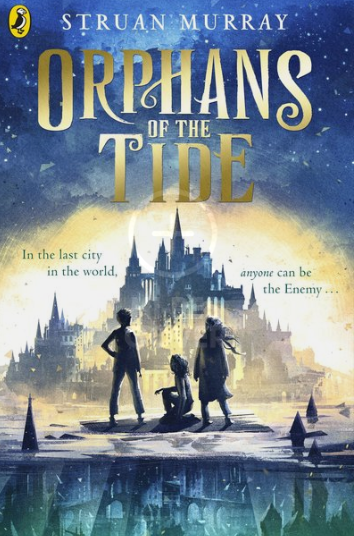 STRUAN MURRAY
ORPHANS
OF THE
TIDE
In the last city
in the world,
anyone can be
the Enemy...